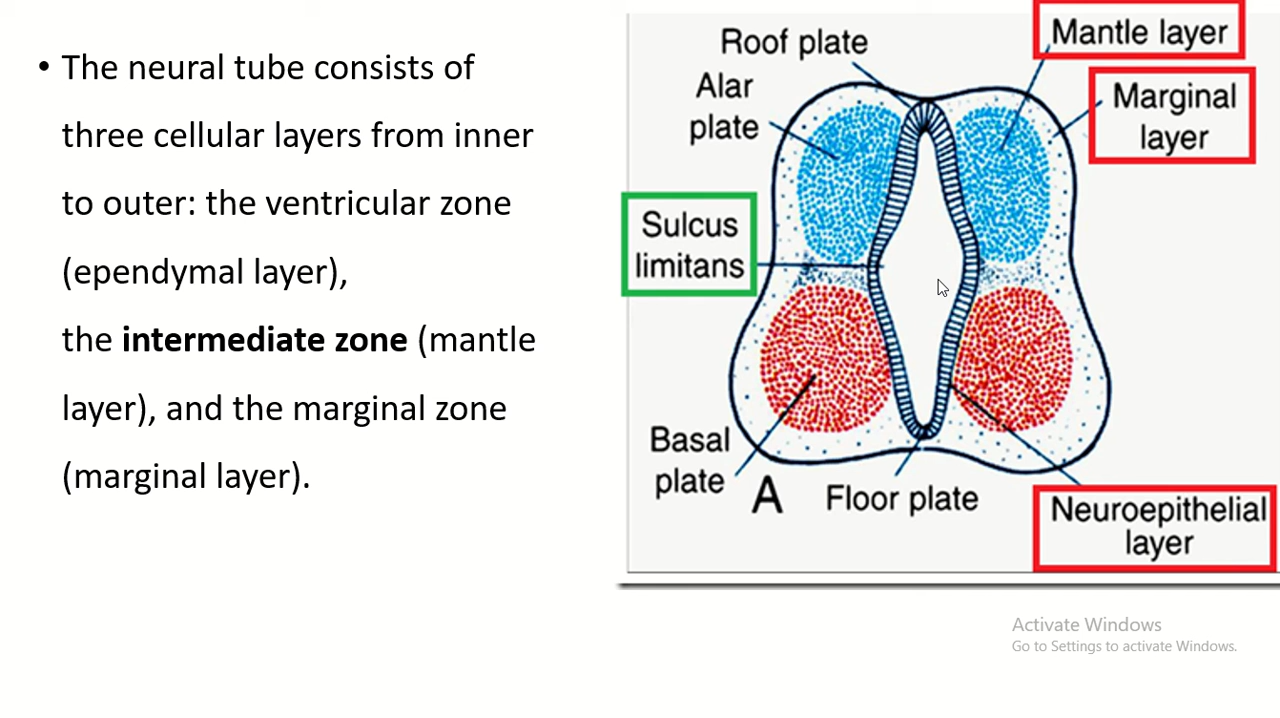 • The neural tube consists of
three cellular layers from inner
to outer: the ventricular zone
(ependymal layer),
the intermediate zone (mantle
layer), and the marginal zone
(marginal layer).
Roof plate
Mantle layer
Alar
plate
Marginal
layer
Sulcus
limitans
Basal
plate
A
Floor plate
Neuroepithelial
layer
Activate Windows
Go to Settings to activate Windows.